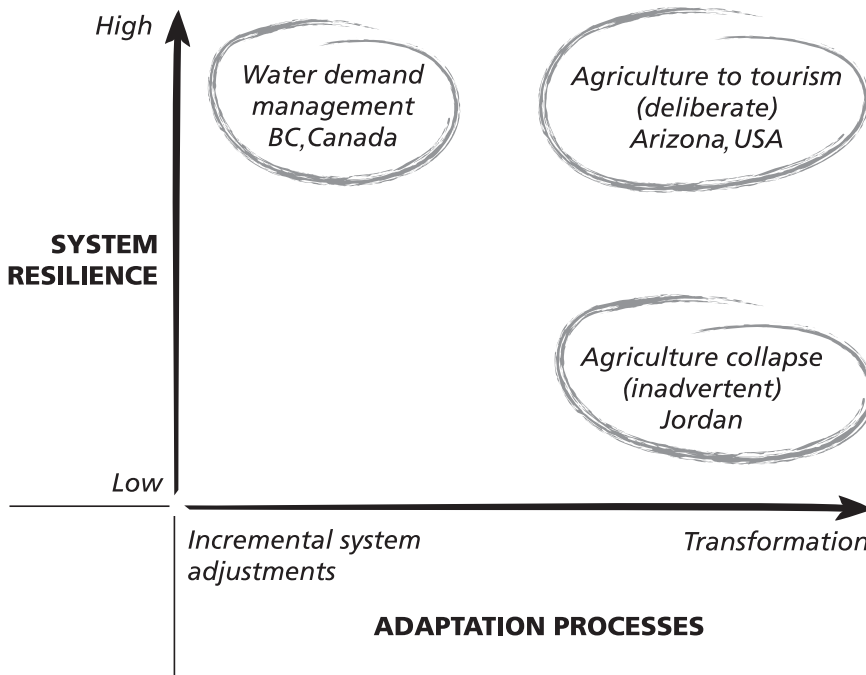 High
Water demand
management
BC,Canada
Agriculture to tourism
(deliberate)
Arizona,USA
SYSTEM
RESILIENCE
Agriculture collapse
(inadvertent)
Jordan
Low
Incremental system
adjustments
Transformation
ADAPTATION PROCESSES